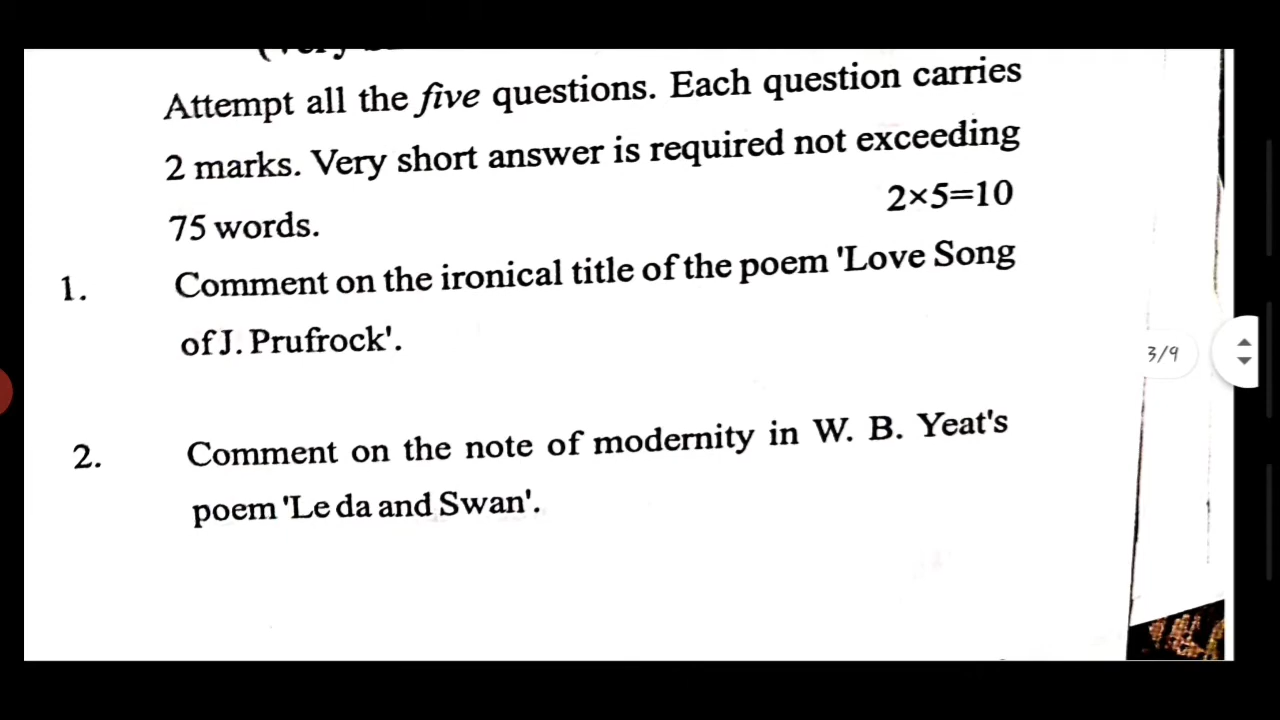 Attempt all the five questions. Each question carries
2 marks. Very short answer is required not exceeding
75 words. 2×5=10
1. Comment on the ironical title of the poem 'Love Song
of J. Prufrock'.
3/9
2. Comment on the note of modernity in W. B. Yeat's
poem 'Le da and Swan'.